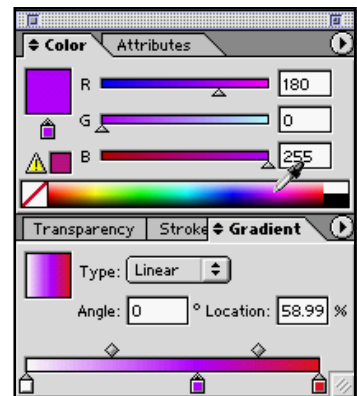 Color Attributes
R 180
G 0
B 255
Transparency Stroke Gradient
Type: Linear
Angle: 0 ° Location: 58.99 %